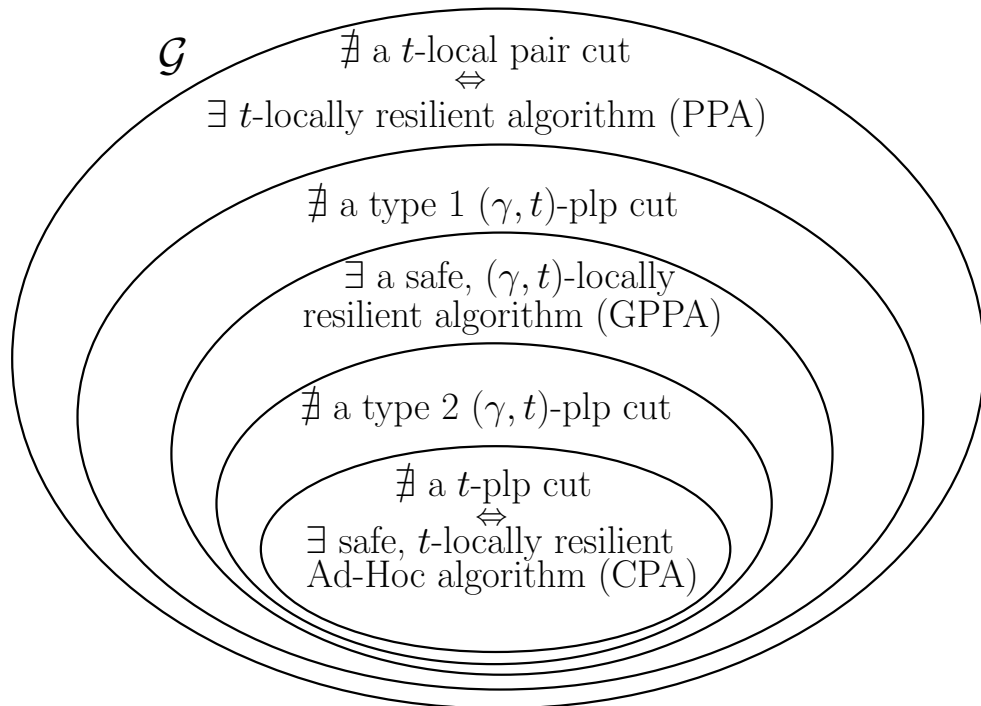 𝓖
∄ a t-local pair cut
⇔
∃ t-locally resilient algorithm (PPA)
∄ a type 1 (γ, t)-plp cut
∃ a safe, (γ, t)-locally
resilient algorithm (GPPA)
∄ a type 2 (γ, t)-plp cut
∄ a t-plp cut
⇔
∃ safe, t-locally resilient
Ad-Hoc algorithm (CPA)